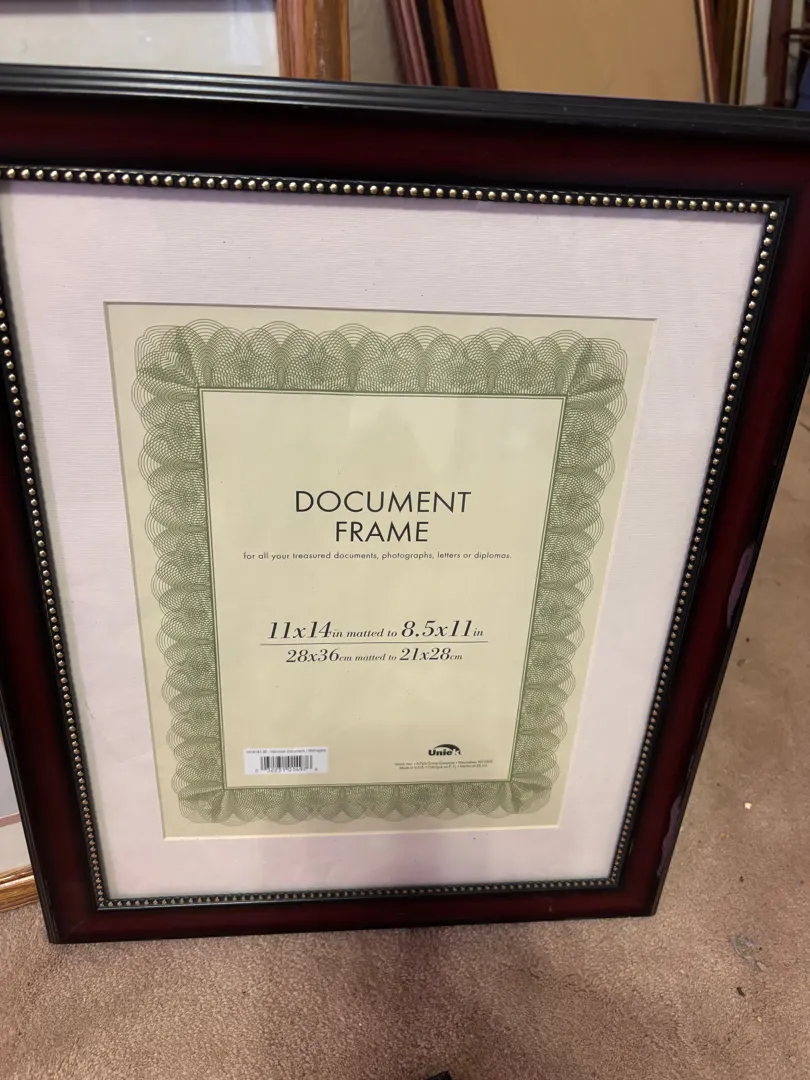 DOCUMENT
FRAME
for all your treasured documents, photographs, letters or diplomas.
11x14in matted to 8.5x11in
28x36cm matted to 21x28cm